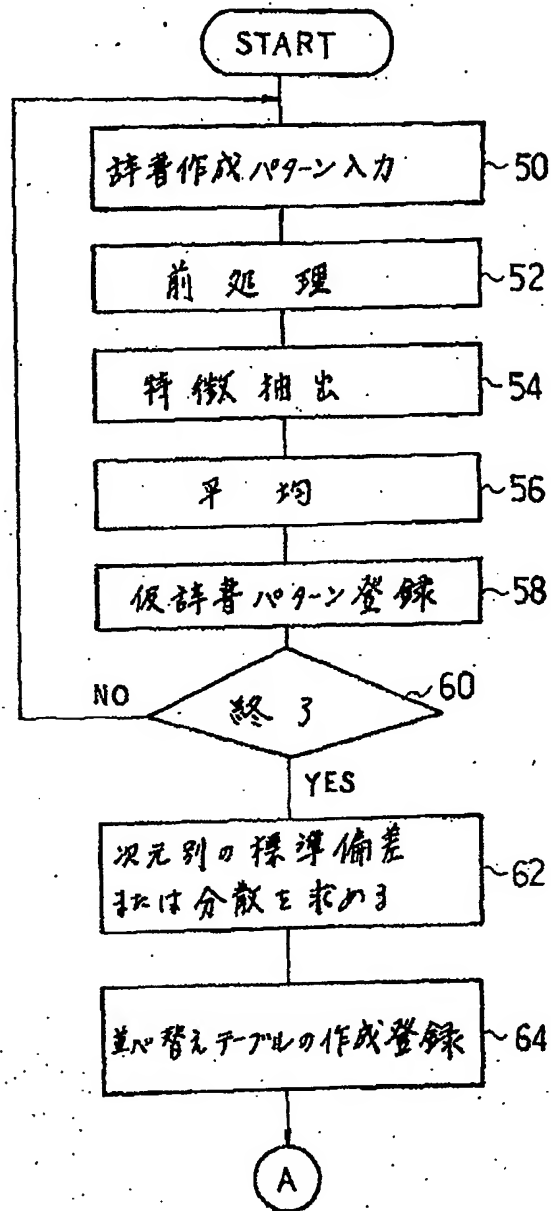 START
辞書作成パターン入力
50
前処理
52
特徴抽出
54
平均
56
仮辞書パターン登録
58
NO
終了
60
YES
次元別の標準偏差
または分散を求める
62
並べ替えテーブルの作成登録
64
A